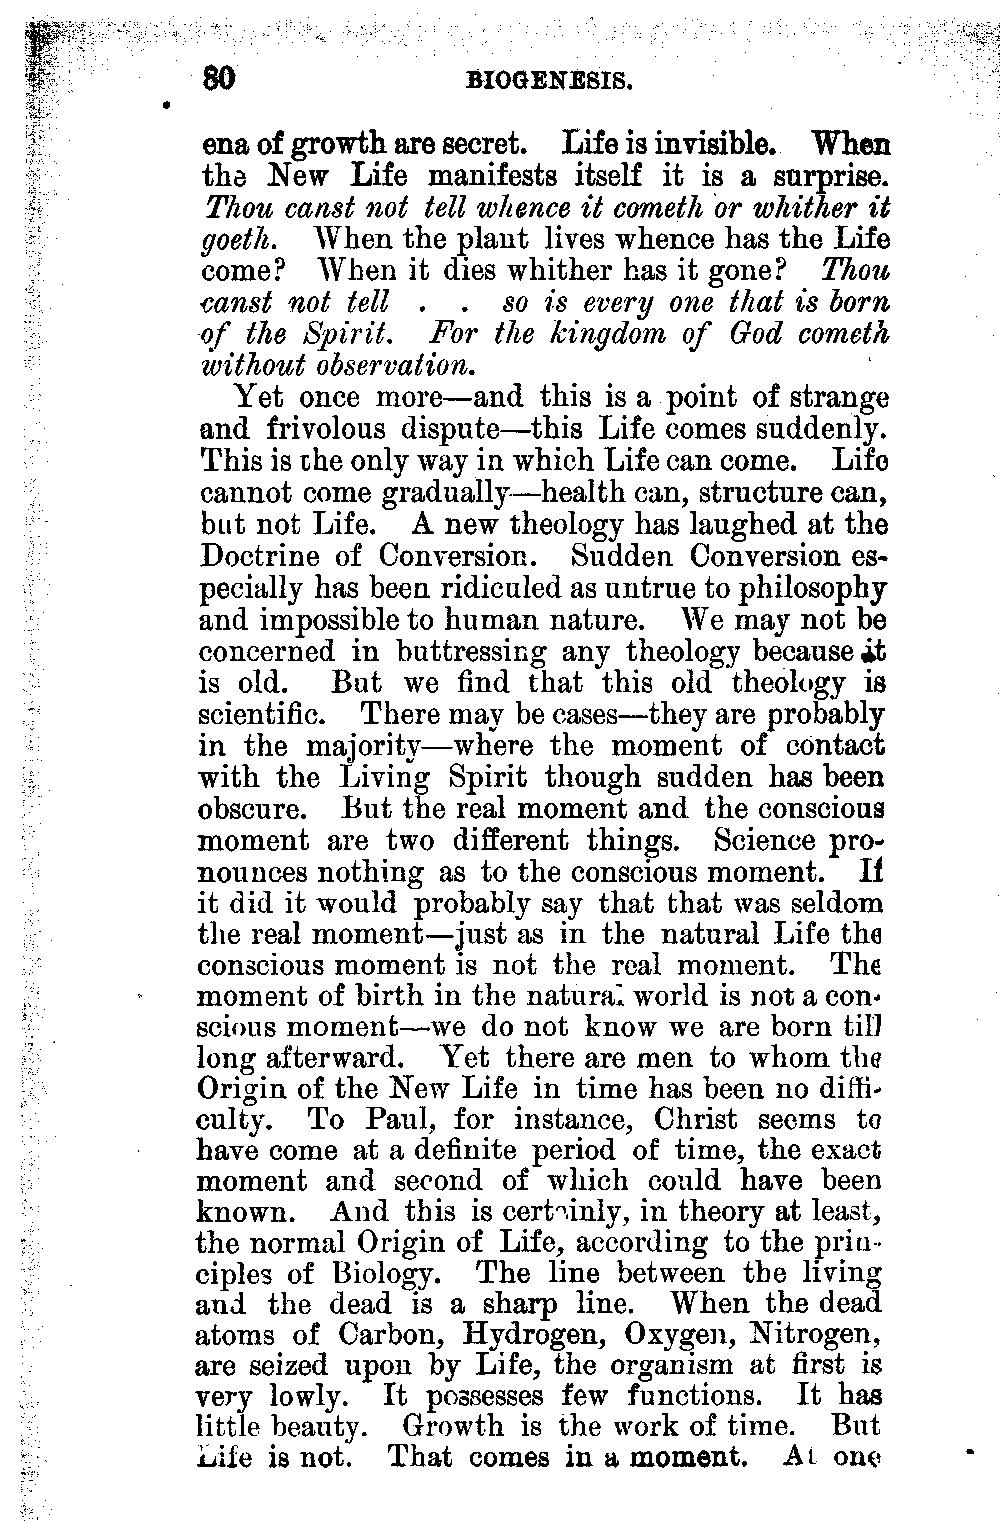 80 BIOGENESIS.
ena of growth are secret. Life is invisible. When
the New Life manifests itself it is a surprise.
Thou canst not tell whence it cometh or whither it
goeth. When the plant lives whence has the Life
come? When it dies whither has it gone? Thou
canst not tell . . so is every one that is born
of the Spirit. For the kingdom of God cometh
without observation.
Yet once more—and this is a point of strange
and frivolous dispute—this Life comes suddenly.
This is the only way in which Life can come. Life
cannot come gradually—health can, structure can,
but not Life. A new theology has laughed at the
Doctrine of Conversion. Sudden Conversion es-
pecially has been ridiculed as untrue to philosophy
and impossible to human nature. We may not be
concerned in buttressing any theology because it
is old. But we find that this old theology is
scientific. There may be cases—they are probably
in the majority—where the moment of contact
with the Living Spirit though sudden has been
obscure. But the real moment and the conscious
moment are two different things. Science pro-
nounces nothing as to the conscious moment. If
it did it would probably say that that was seldom
the real moment—just as in the natural Life the
conscious moment is not the real moment. The
moment of birth in the natural world is not a con-
scious moment—we do not know we are born till
long afterward. Yet there are men to whom the
Origin of the New Life in time has been no diffi-
culty. To Paul, for instance, Christ seems to
have come at a definite period of time, the exact
moment and second of which could have been
known. And this is certainly, in theory at least,
the normal Origin of Life, according to the prin-
ciples of Biology. The line between the living
and the dead is a sharp line. When the dead
atoms of Carbon, Hydrogen, Oxygen, Nitrogen,
are seized upon by Life, the organism at first is
very lowly. It possesses few functions. It has
little beauty. Growth is the work of time. But
Life is not. That comes in a moment. At one